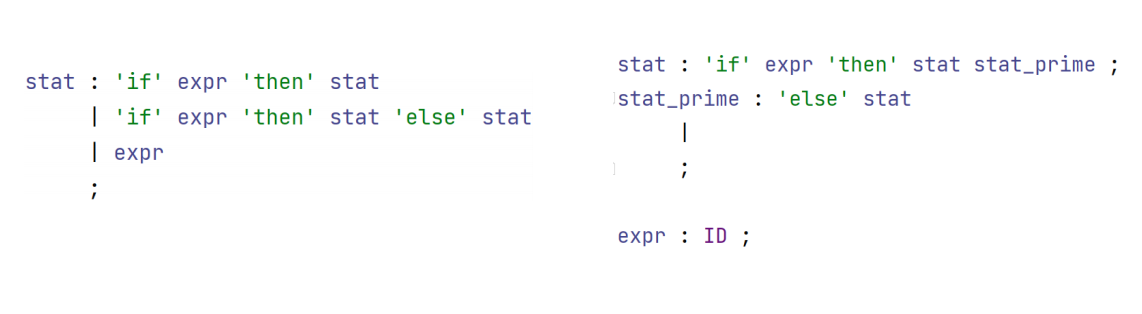 stat : 'if' expr 'then' stat
| 'if' expr 'then' stat 'else' stat
| expr
;
stat : 'if' expr 'then' stat stat_prime ;
stat_prime : 'else' stat
|
;
expr : ID ;